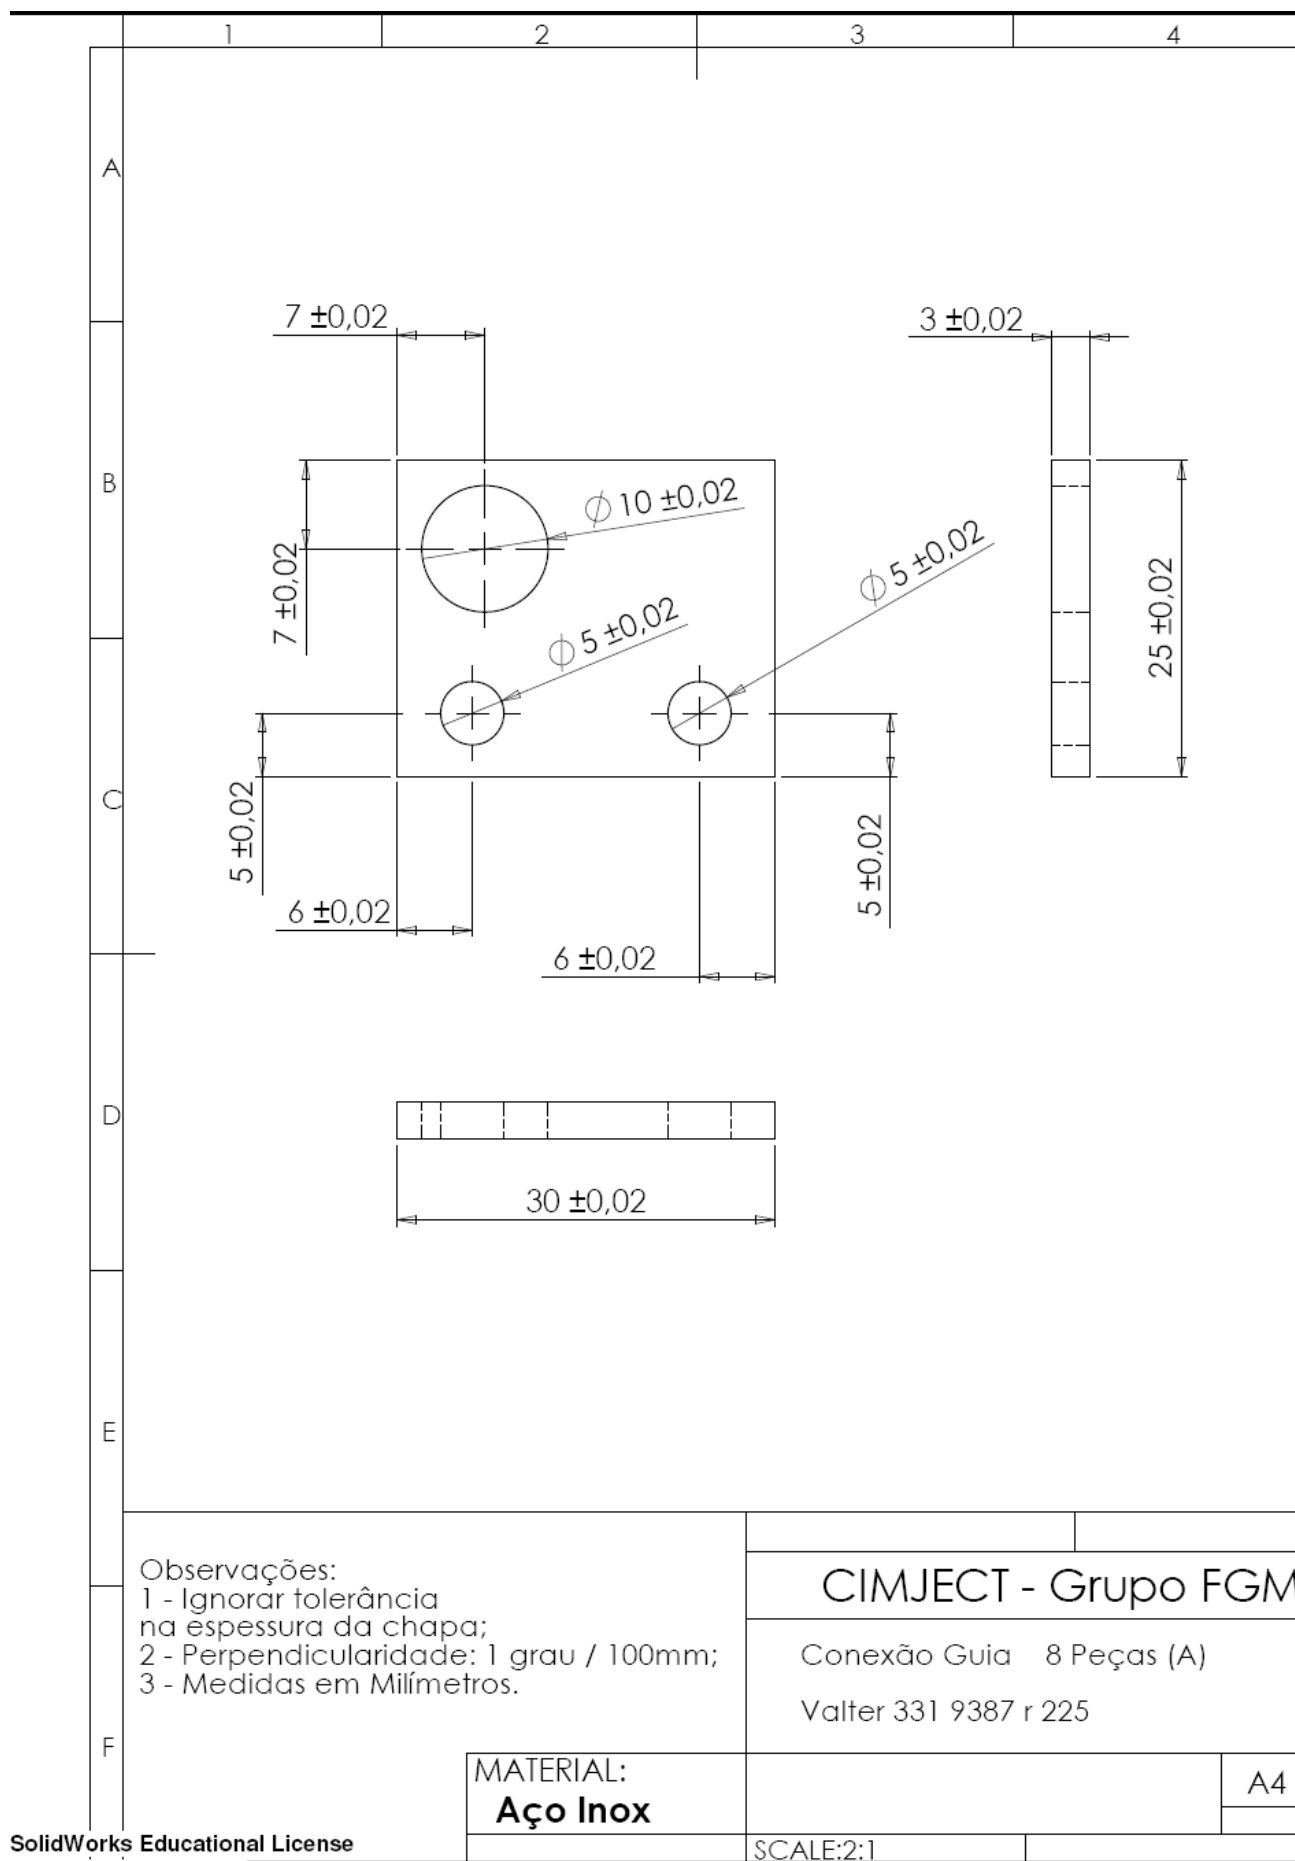 1 2 3 4
A
7 ±0,02
3 ±0,02
B
∅ 10 ±0,02
∅ 5 ±0,02
7 ±0,02
∅ 5 ±0,02
25 ±0,02
C
5 ±0,02
5 ±0,02
6 ±0,02
6 ±0,02
D
30 ±0,02
E
Observações:
1 - Ignorar tolerância
na espessura da chapa;
2 - Perpendicularidade: 1 grau / 100mm;
3 - Medidas em Milímetros.
CIMJECT - Grupo FGM
Conexão Guia 8 Peças (A)
Valter 331 9387 r 225
F
MATERIAL:
Aço Inox
A4
SolidWorks Educational License
SCALE:2:1